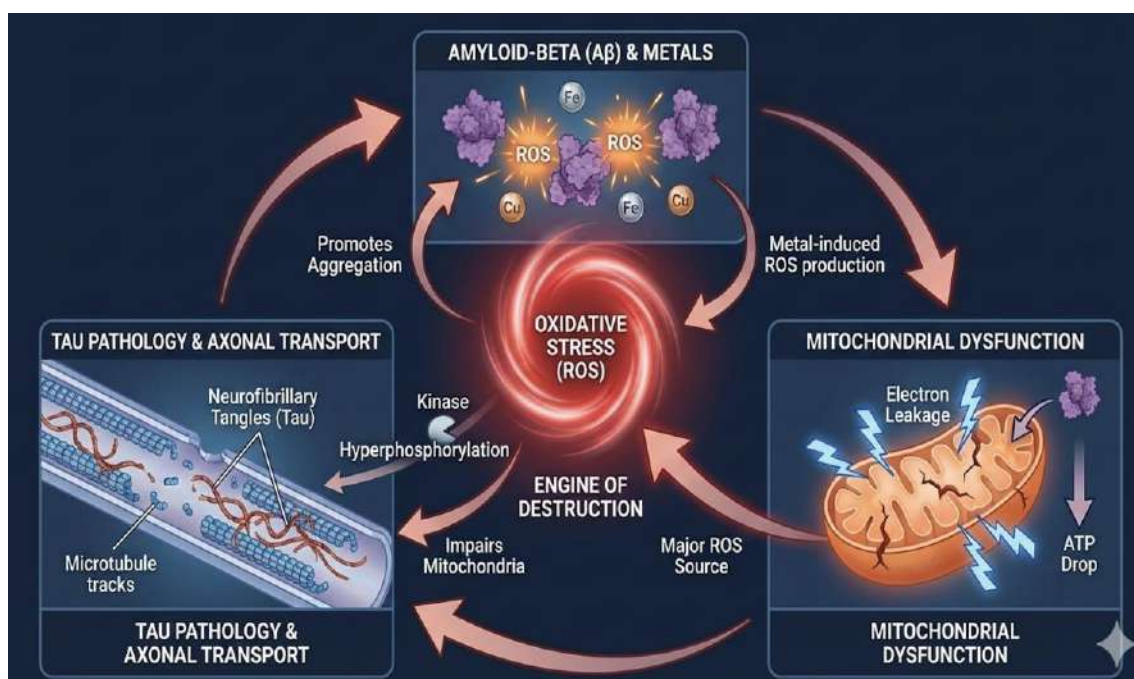 AMYLOID-BETA (Aβ) & METALS
Fe
ROS
ROS
Cu
Fe
Cu
Promotes
Aggregation
Metal-induced
ROS production
OXIDATIVE
STRESS
(ROS)
TAU PATHOLOGY & AXONAL TRANSPORT
Neurofibrillary
Tangles (Tau)
Microtubule
tracks
TAU PATHOLOGY &
AXONAL TRANSPORT
Kinase
Hyperphosphorylation
ENGINE OF
DESTRUCTION
Impairs
Mitochondria
Major ROS
Source
MITOCHONDRIAL DYSFUNCTION
Electron
Leakage
ATP
Drop
MITOCHONDRIAL
DYSFUNCTION